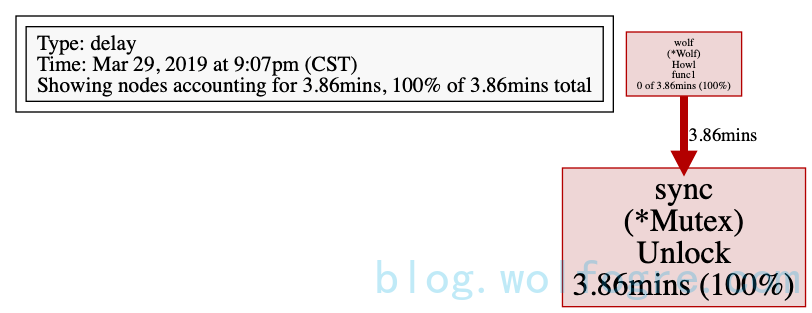 Type: delay
Time: Mar 29, 2019 at 9:07pm (CST)
Showing nodes accounting for 3.86mins, 100% of 3.86mins total
wolf
(*Wolf)
Howl
func1
0 of 3.86mins (100%)
3.86mins
sync
(*Mutex)
Unlock
3.86mins (100%)
blog.wolfogre.com